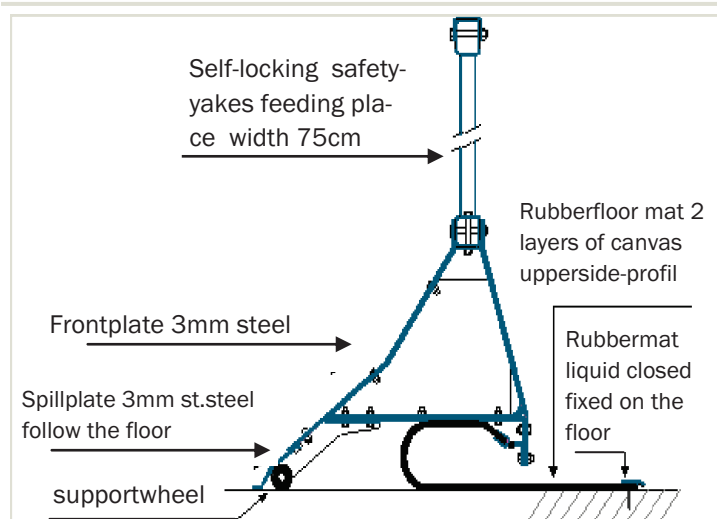 Self-locking safety-
yakes feeding pla-
ce width 75cm
Rubberfloor mat 2
layers of canvas
upperside-profil
Frontplate 3mm steel
Rubbermat
liquid closed
fixed on the
floor
Spillplate 3mm st.steel
follow the floor
supportwheel